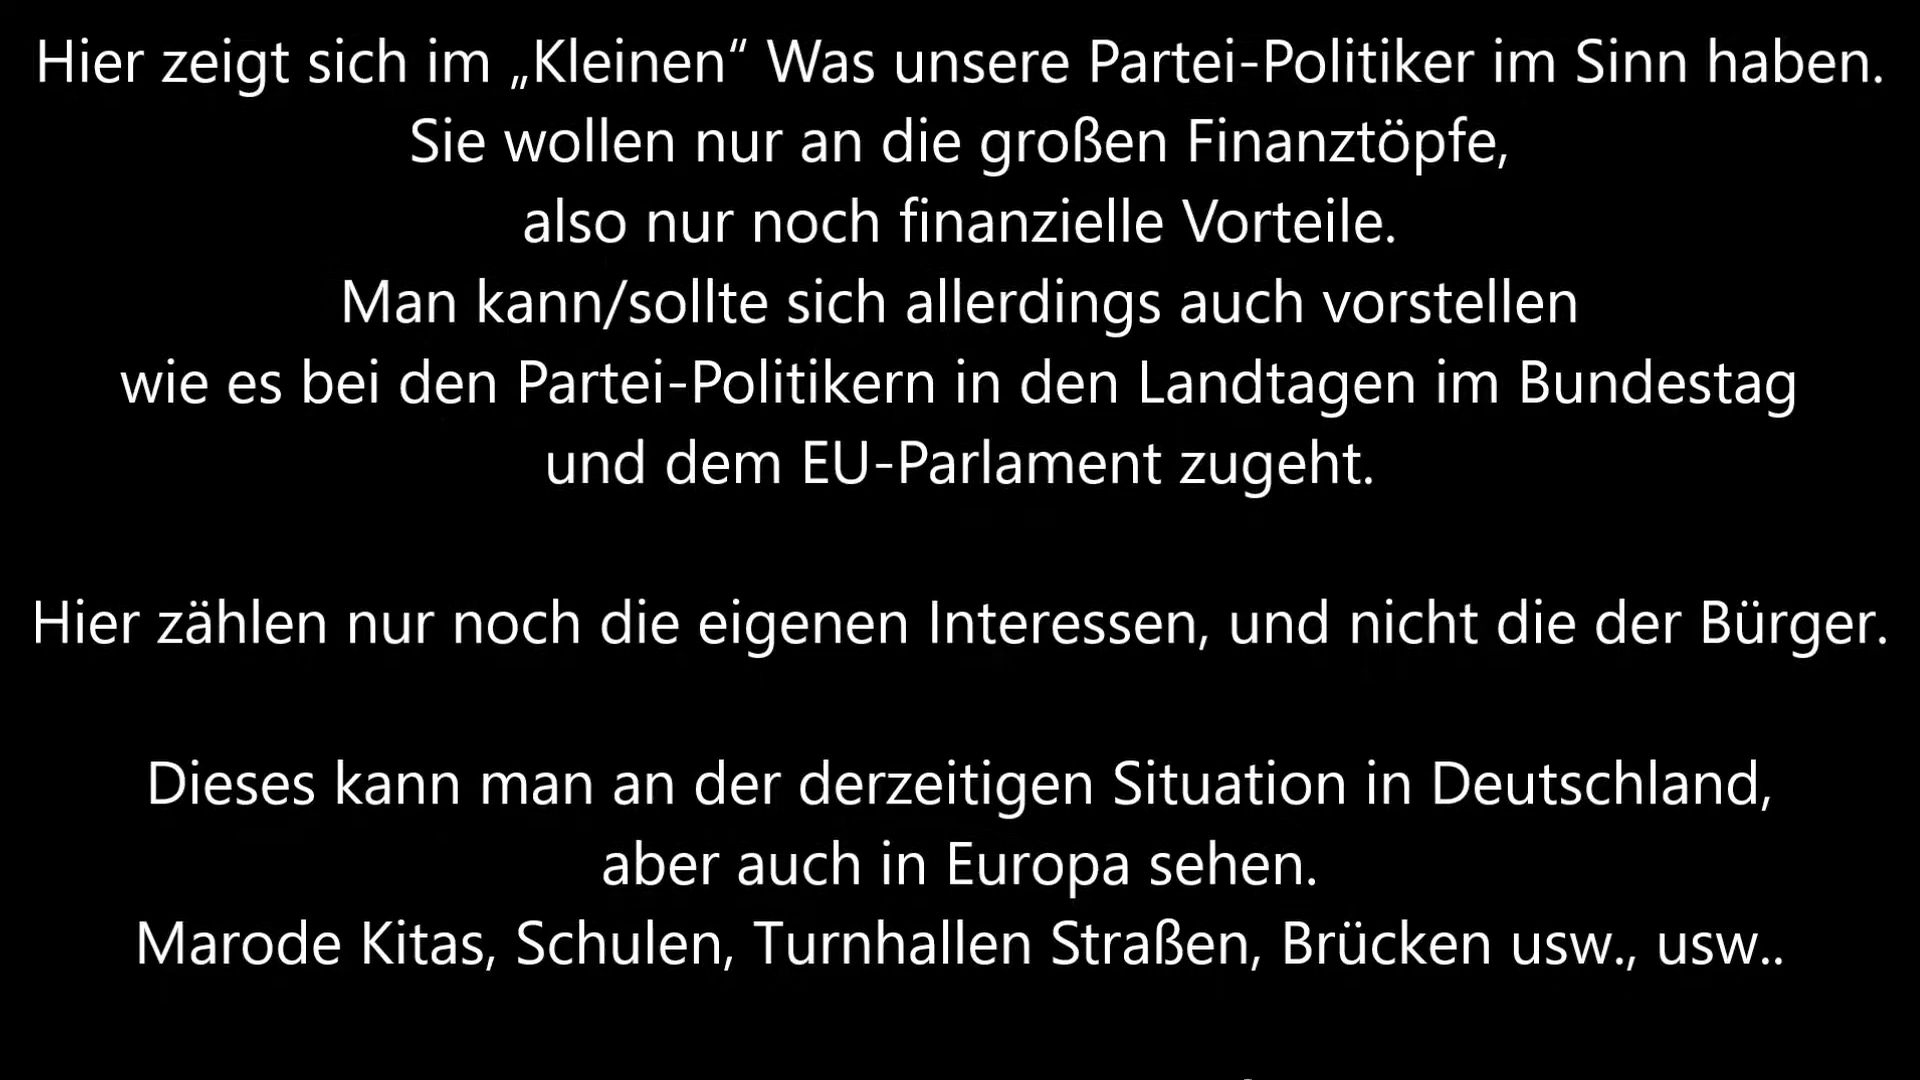 Hier zeigt sich im „Kleinen“ Was unsere Partei-Politiker im Sinn haben.
Sie wollen nur an die großen Finanztöpfe,
also nur noch finanzielle Vorteile.
Man kann/sollte sich allerdings auch vorstellen
wie es bei den Partei-Politikern in den Landtagen im Bundestag
und dem EU-Parlament zugeht.
Hier zählen nur noch die eigenen Interessen, und nicht die der Bürger.
Dieses kann man an der derzeitigen Situation in Deutschland,
aber auch in Europa sehen.
Marode Kitas, Schulen, Turnhallen Straßen, Brücken usw., usw..